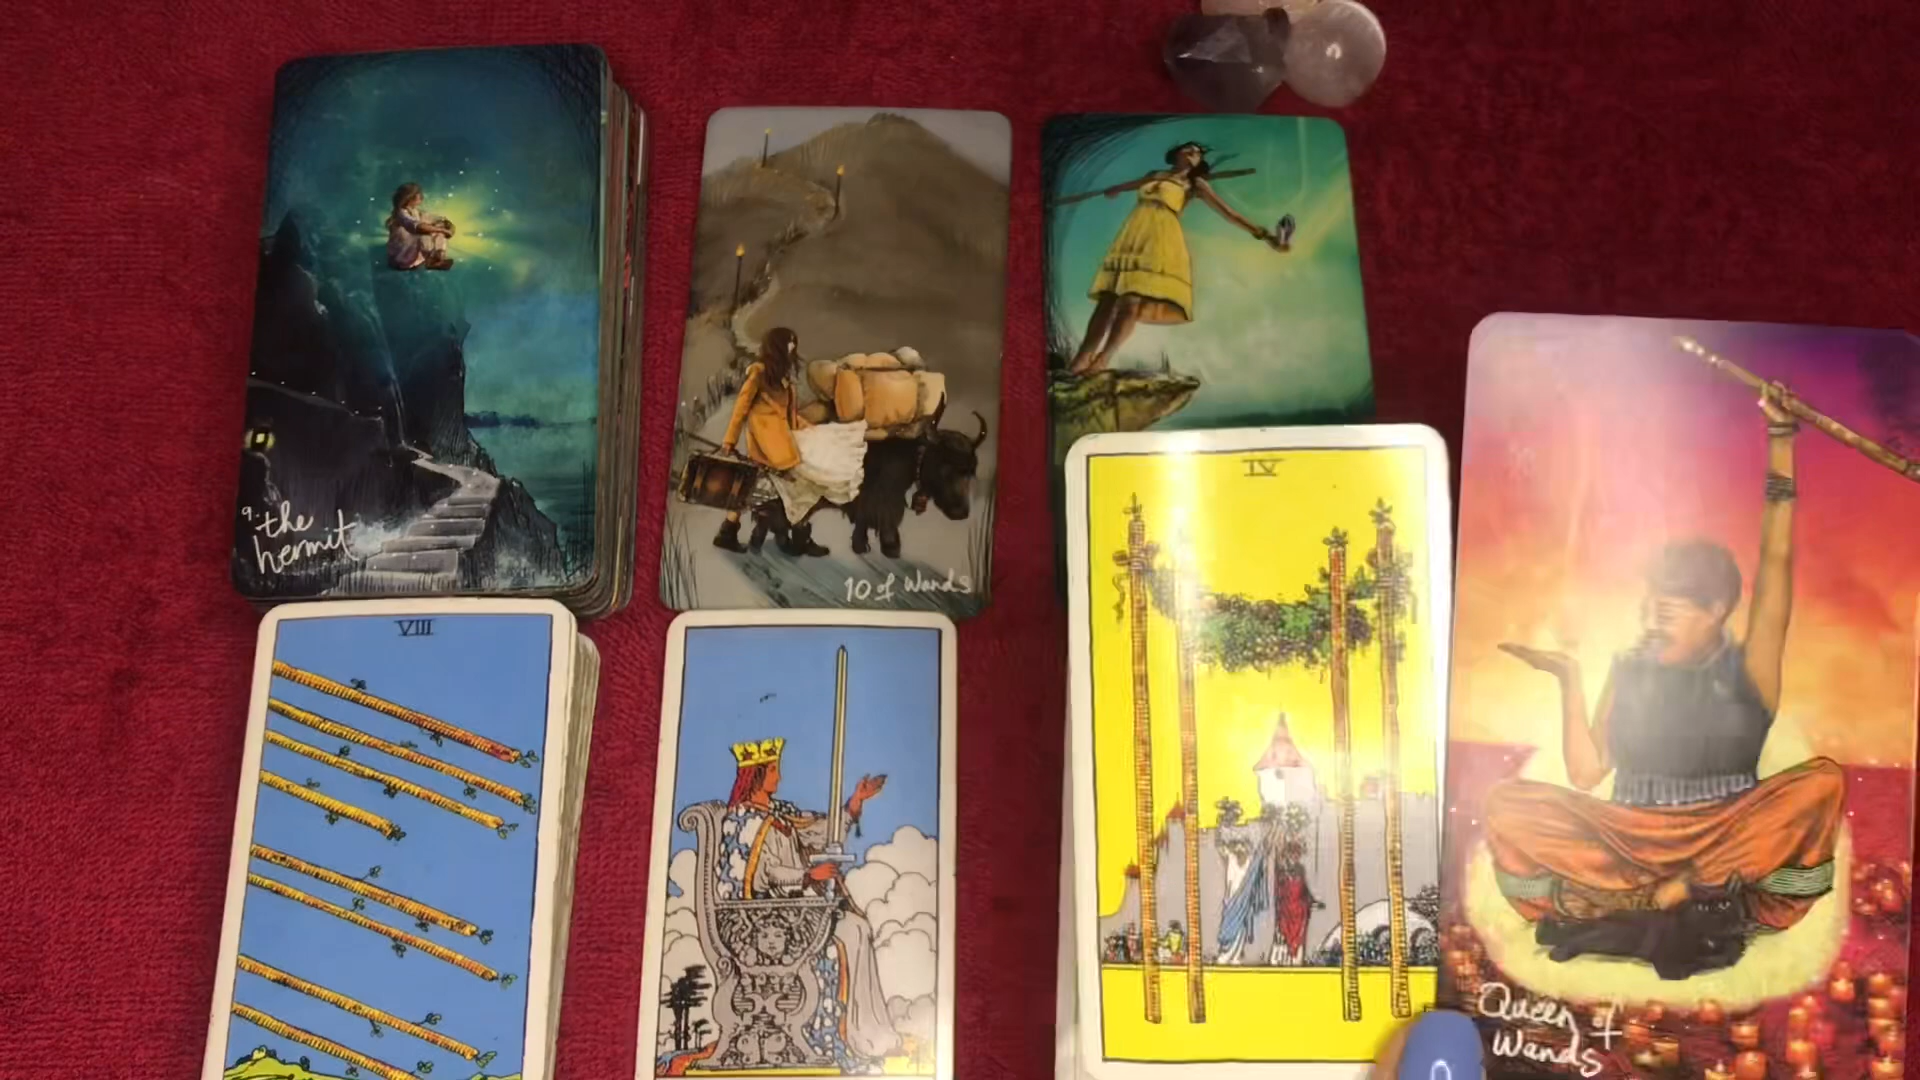 9.
the
hermit
10 of Wands
VIII
IV
Queen of
Wands